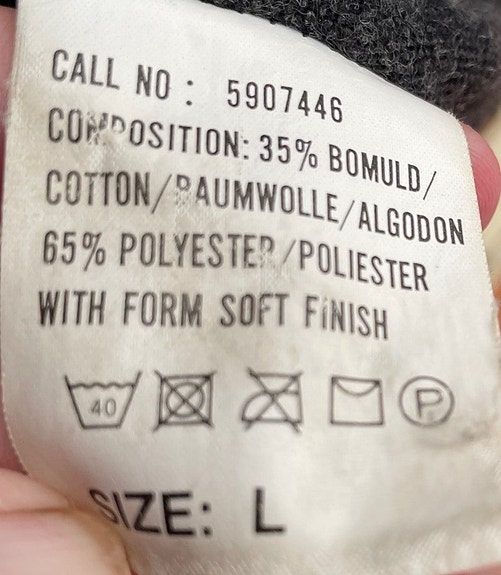 CALL NO : 5907446
COMPOSITION: 35% BOMULD/
COTTON/BAUMWOLLE/ALGODON
65% POLYESTER/POLIESTER
WITH FORM SOFT FINISH
40 P
SIZE: L